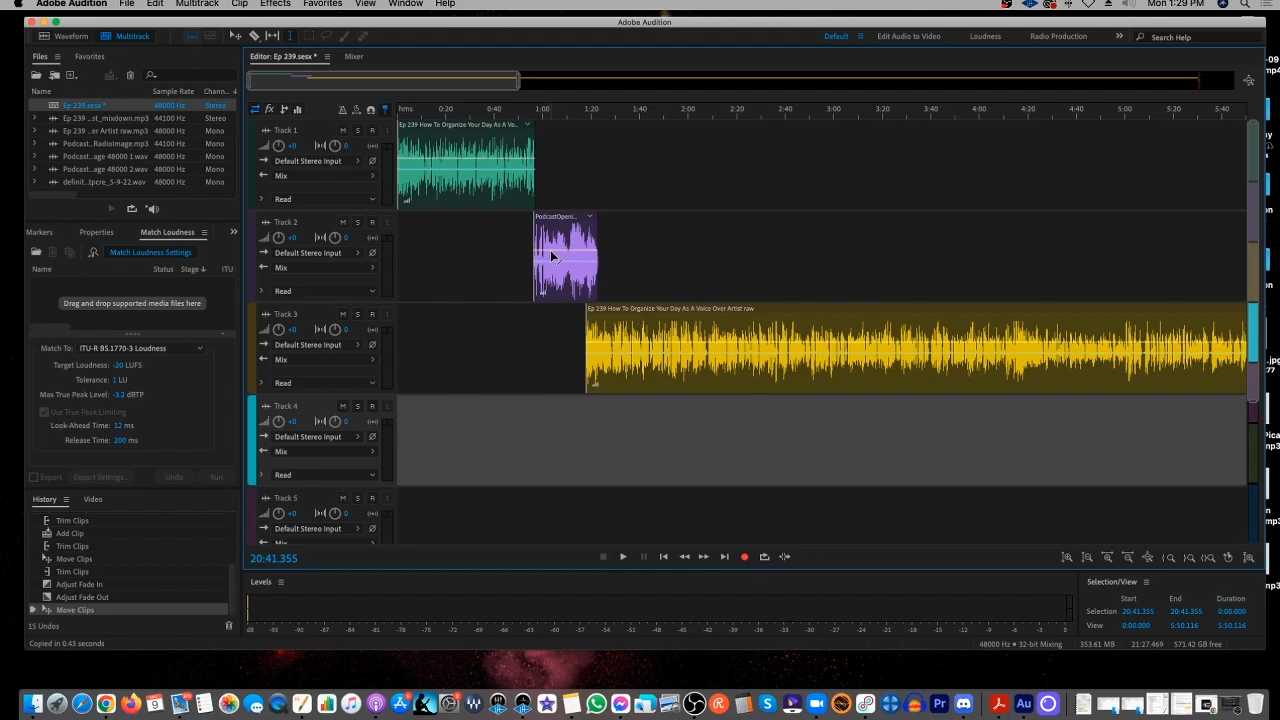 Audition File Edit Multitrack Clip Effects Favorites View Window Help Mon 1:29 PM
Adobe Audition
Waveform Multitrack Default Edit Audio to Video Loudness Radio Production » Search Help
Files Favorites Editor: Ep 239.sesx * Mixer
Name Sample Rate Chann..
Ep 239.sesx * 48000 Hz Stereo
Ep 239 ...st_mixdown.mp3 44100 Hz Stereo
Ep 239 ...er Artist raw.mp3 48000 Hz Mono
Podcast...RadioImage.mp3 44100 Hz Mono
Podcast...age 48000 1.wav 48000 Hz Mono
Podcast...age 48000 2.wav 48000 Hz Mono
definit...tpcre_5-9-22.wav 48000 Hz Mono
hms 0:20 0:40 1:00 1:20 2:00 2:20 2:40 3:00 3:20 3:40 4:00 4:20 4:40 5:00 5:20 5:40
Track 1 M S R
+0 0
Default Stereo Input
Mix
Read
Ep 239 How To Organize Your Day As A Vo...
Track 2 M S R
+0 0
Default Stereo Input
Mix
Read
PodcastOpeni...
Track 3 M S R
+0 0
Default Stereo Input
Mix
Read
Ep 239 How To Organize Your Day As A Voice Over Artist raw
Track 4 M S R
+0 0
Default Stereo Input
Mix
Read
Track 5 M S R
+0 0
Default Stereo Input
Markers Properties Match Loudness »
Match Loudness Settings
Name Status Stage ITU
Drag and drop supported media files here
Match To: ITU-R BS.1770-3 Loudness
Target Loudness: -20 LUFS
Tolerance: 1 LU
Max True Peak Level: -3.2 dBTP
Use True Peak Limiting
Look-Ahead Time: 12 ms
Release Time: 200 ms
Export Export Settings... Undo Run
History Video
Trim Clips
Add Clip
Trim Clips
Move Clips
Trim Clips
Adjust Fade In
Adjust Fade Out
Move Clips
15 Undos
Copied in 0.43 seconds
20:41.355
Levels
dB -93 -90 -87 -84 -81 -78 -75 -72 -69 -66 -63 -60 -57 -54 -51 -48 -45 -42 -39 -36 -33 -30 -27 -24 -21 -18 -15 -12 -9 -6 -3 0
Selection/View
Start End Duration
Selection 20:41.355 20:41.355 0:00.000
View 0:00.000 5:50.116 5:50.116
48000 Hz • 32-bit Mixing 353.61 MB 21:27.469 571.42 GB free